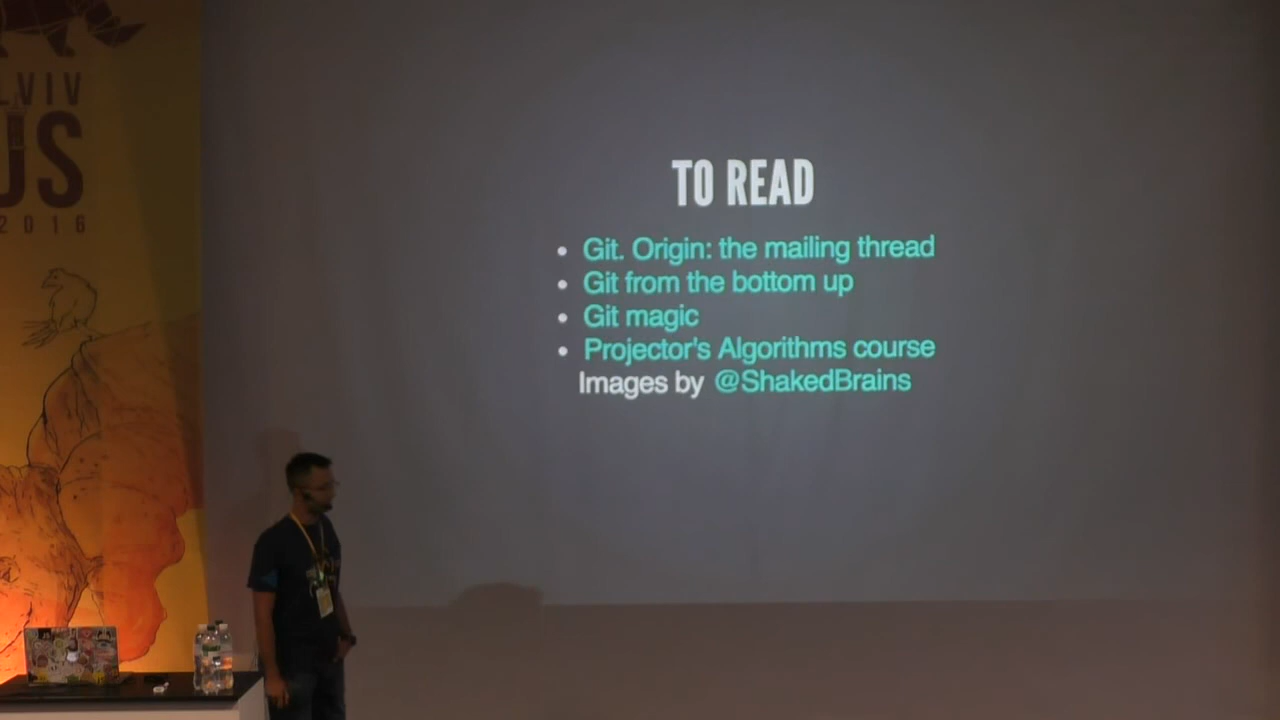 LVIV
JS
2016
TO READ
• Git. Origin: the mailing thread
• Git from the bottom up
• Git magic
• Projector's Algorithms course
Images by @ShakedBrains